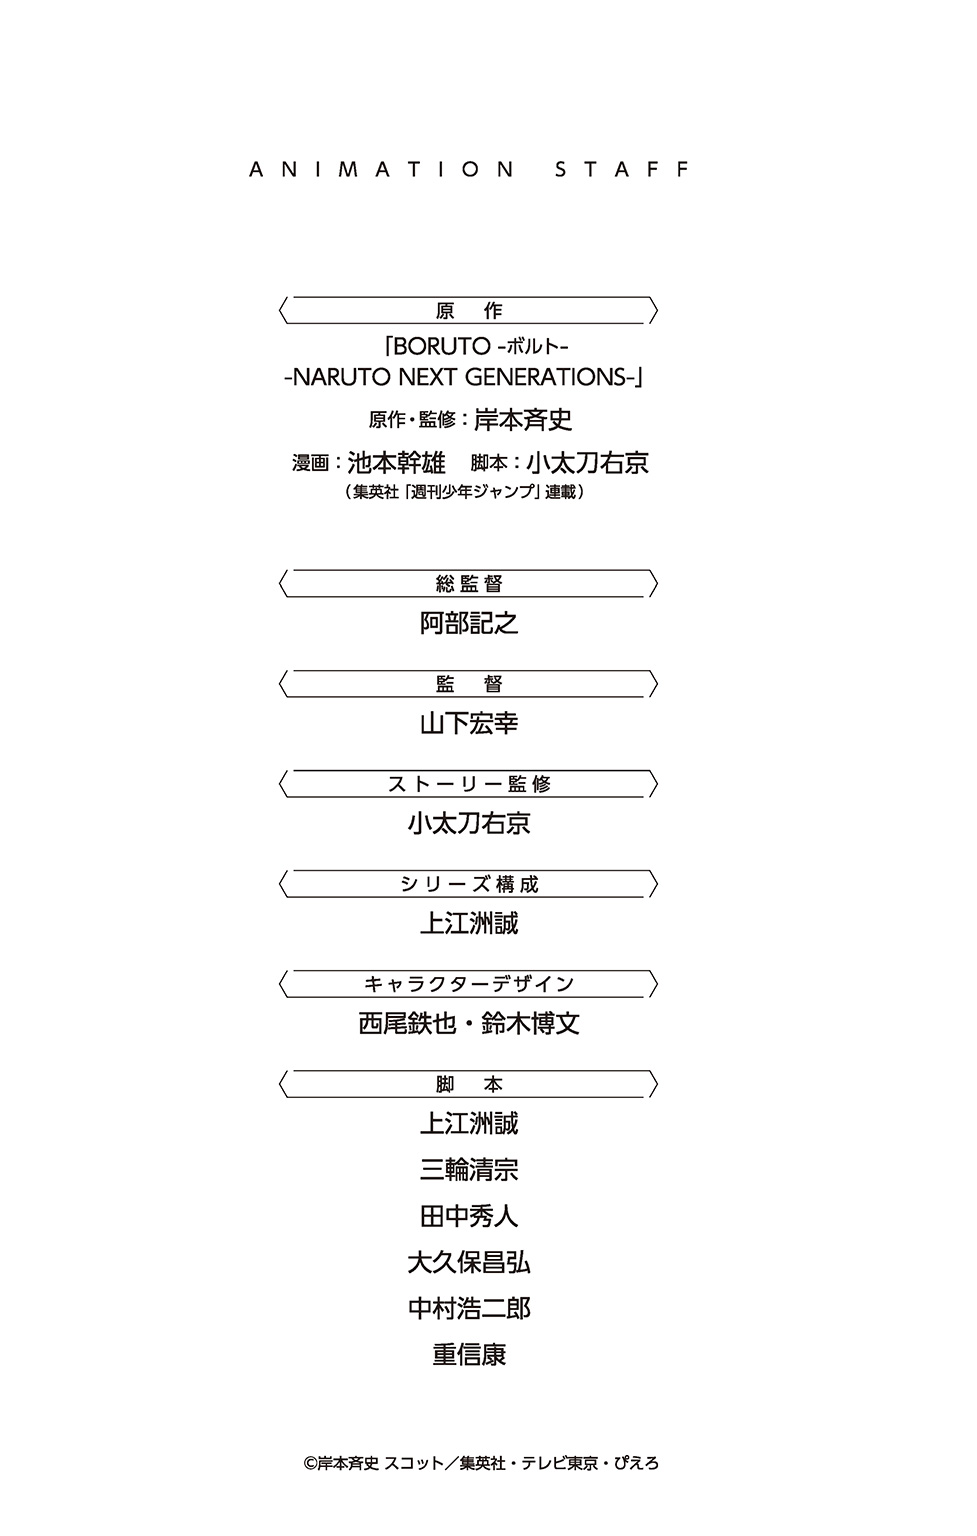 ANIMATION STAFF
原 作
「BORUTO -ボルト-
-NARUTO NEXT GENERATIONS-」
原作・監修：岸本斉史
漫画：池本幹雄 脚本：小太刀右京
（集英社「週刊少年ジャンプ」連載）
総監督
阿部記之
監 督
山下宏幸
ストーリー監修
小太刀右京
シリーズ構成
上江洲誠
キャラクターデザイン
西尾鉄也・鈴木博文
脚 本
上江洲誠
三輪清宗
田中秀人
大久保昌弘
中村浩二郎
重信康
©岸本斉史 スコット／集英社・テレビ東京・ぴえろ